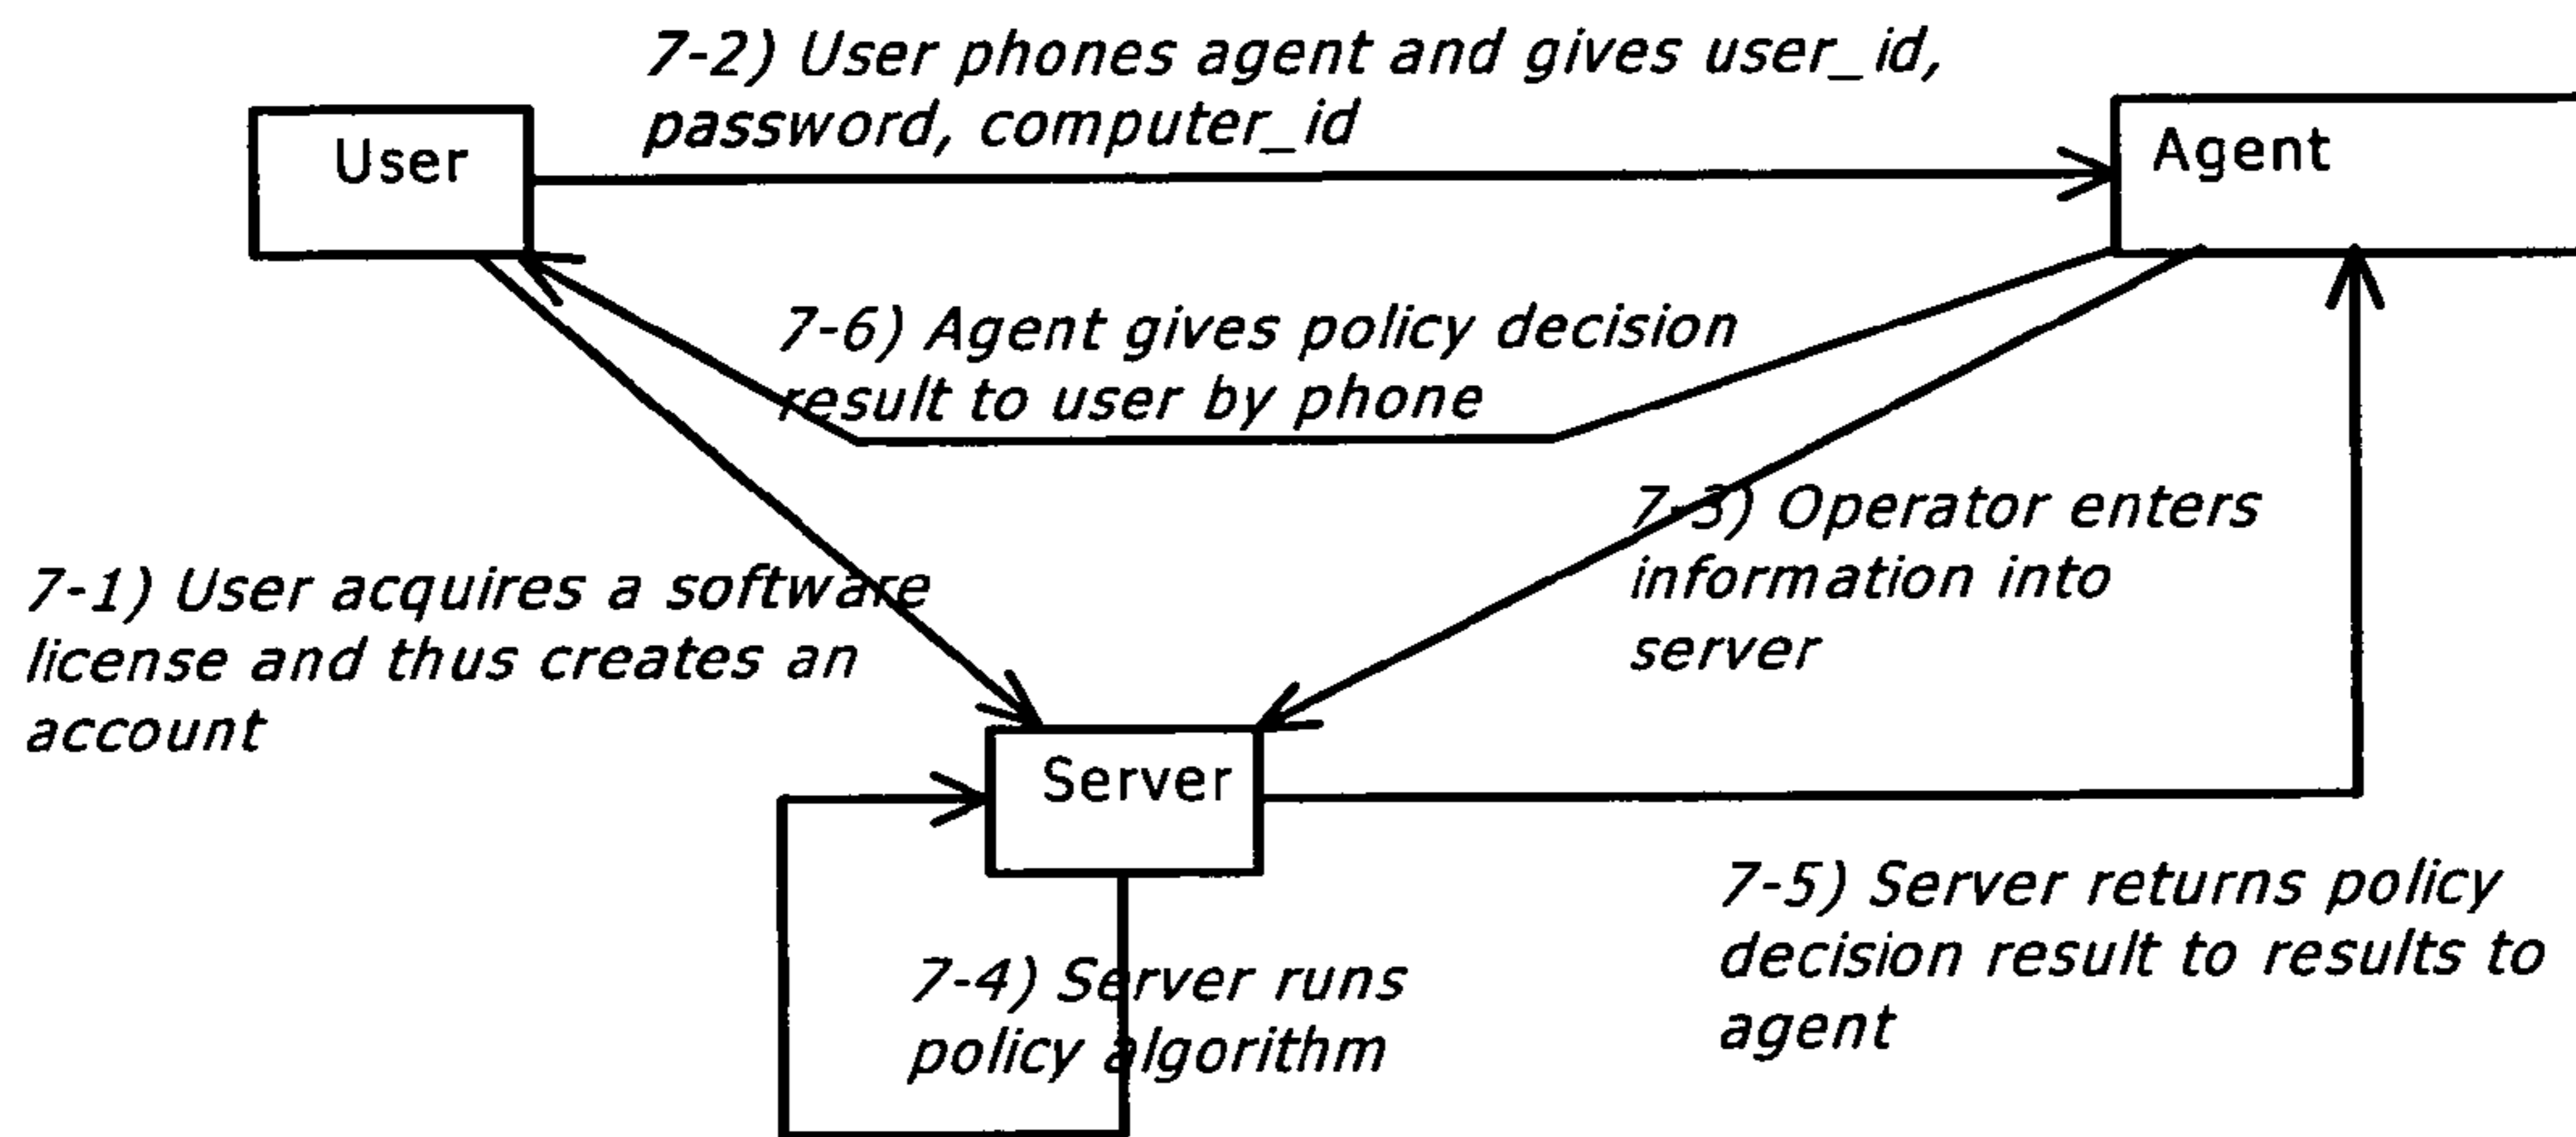 7-2) User phones agent and gives user_id,
password, computer_id
User
Agent
7-6) Agent gives policy decision
result to user by phone
7-3) Operator enters
information into
server
7-1) User acquires a software
license and thus creates an
account
Server
7-5) Server returns policy
decision result to results to
agent
7-4) Server runs
policy algorithm